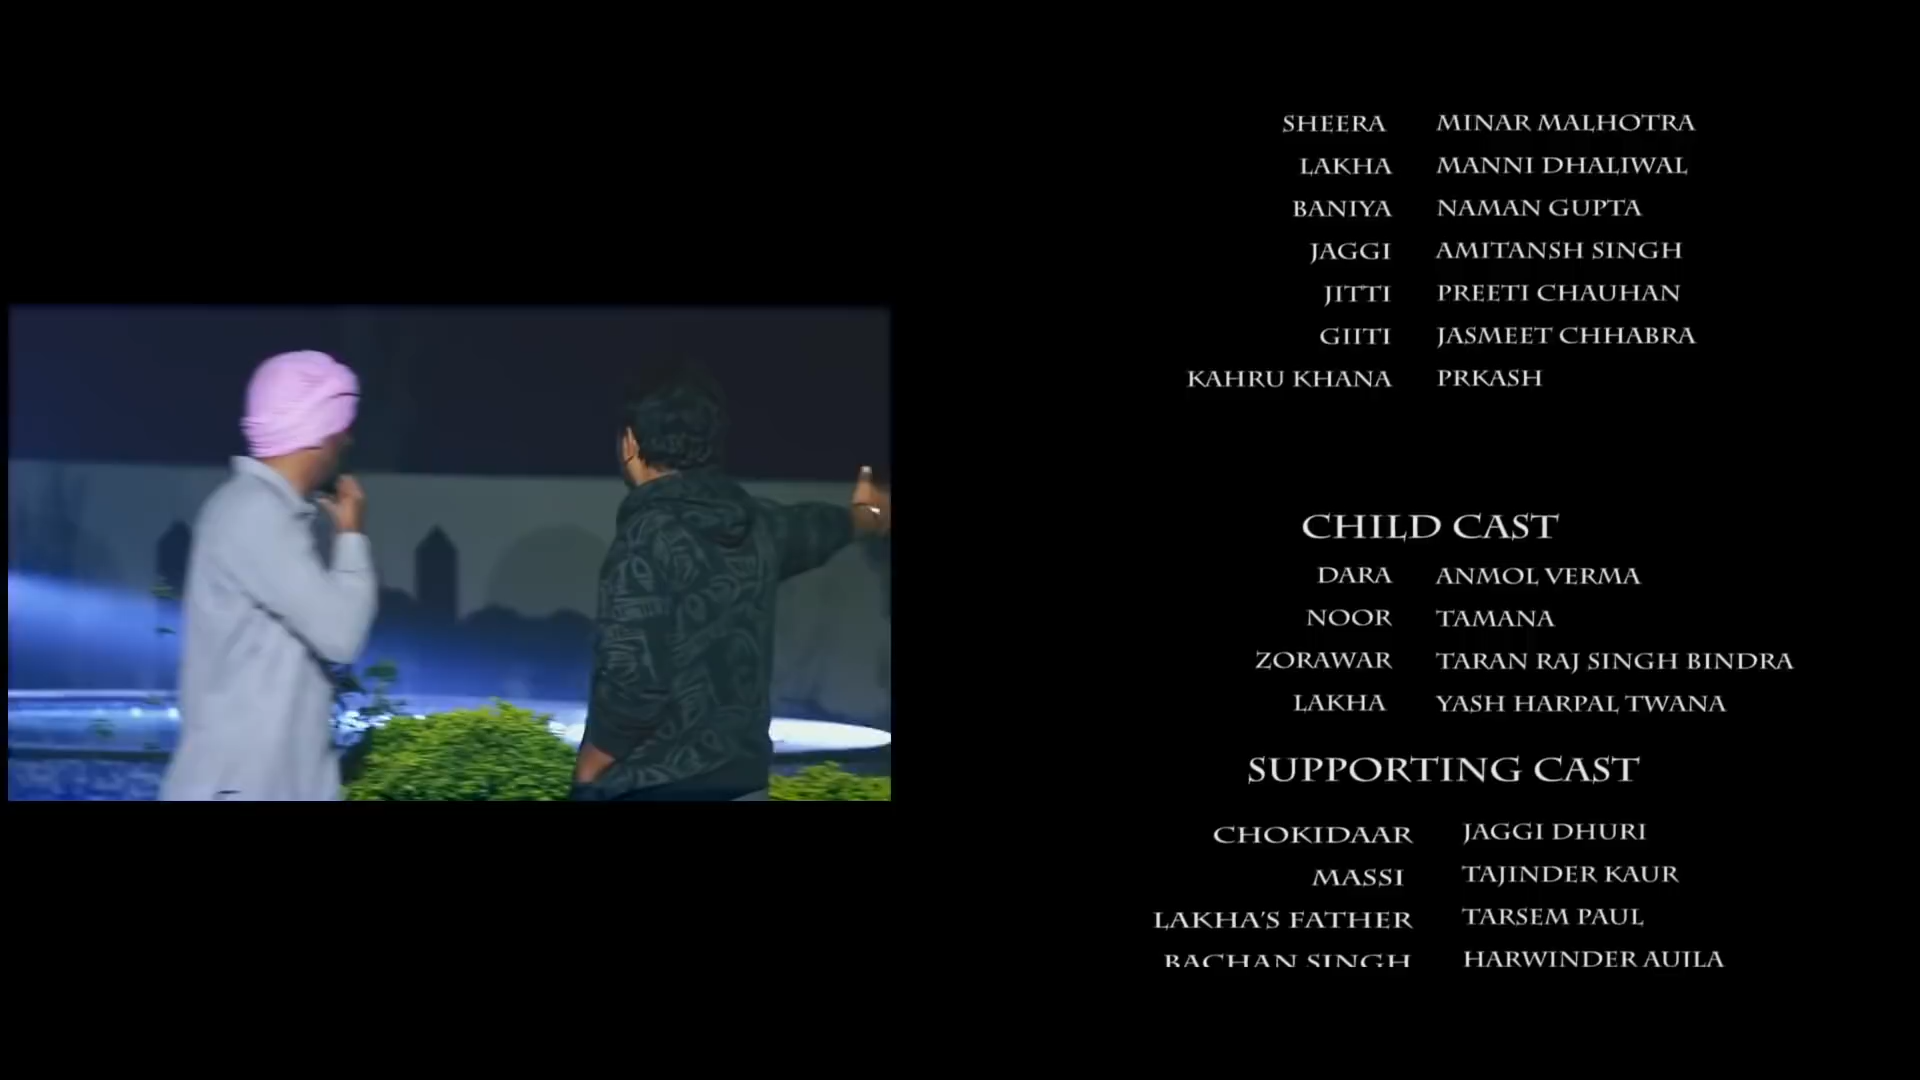 SHEERA MINAR MALHOTRA
LAKHA MANNI DHALIWAL
BANIYA NAMAN GUPTA
JAGGI AMITANSH SINGH
JITTI PREETI CHAUHAN
GIITI JASMEET CHHABRA
KAHRU KHANA PRKASH
CHILD CAST
DARA ANMOL VERMA
NOOR TAMANA
ZORAWAR TARAN RAJ SINGH BINDRA
LAKHA YASH HARPAL TWANA
SUPPORTING CAST
CHOKIDAAR JAGGI DHURI
MASSI TAJINDER KAUR
LAKHA'S FATHER TARSEM PAUL
BACHAN SINGH HARWINDER AUJLA